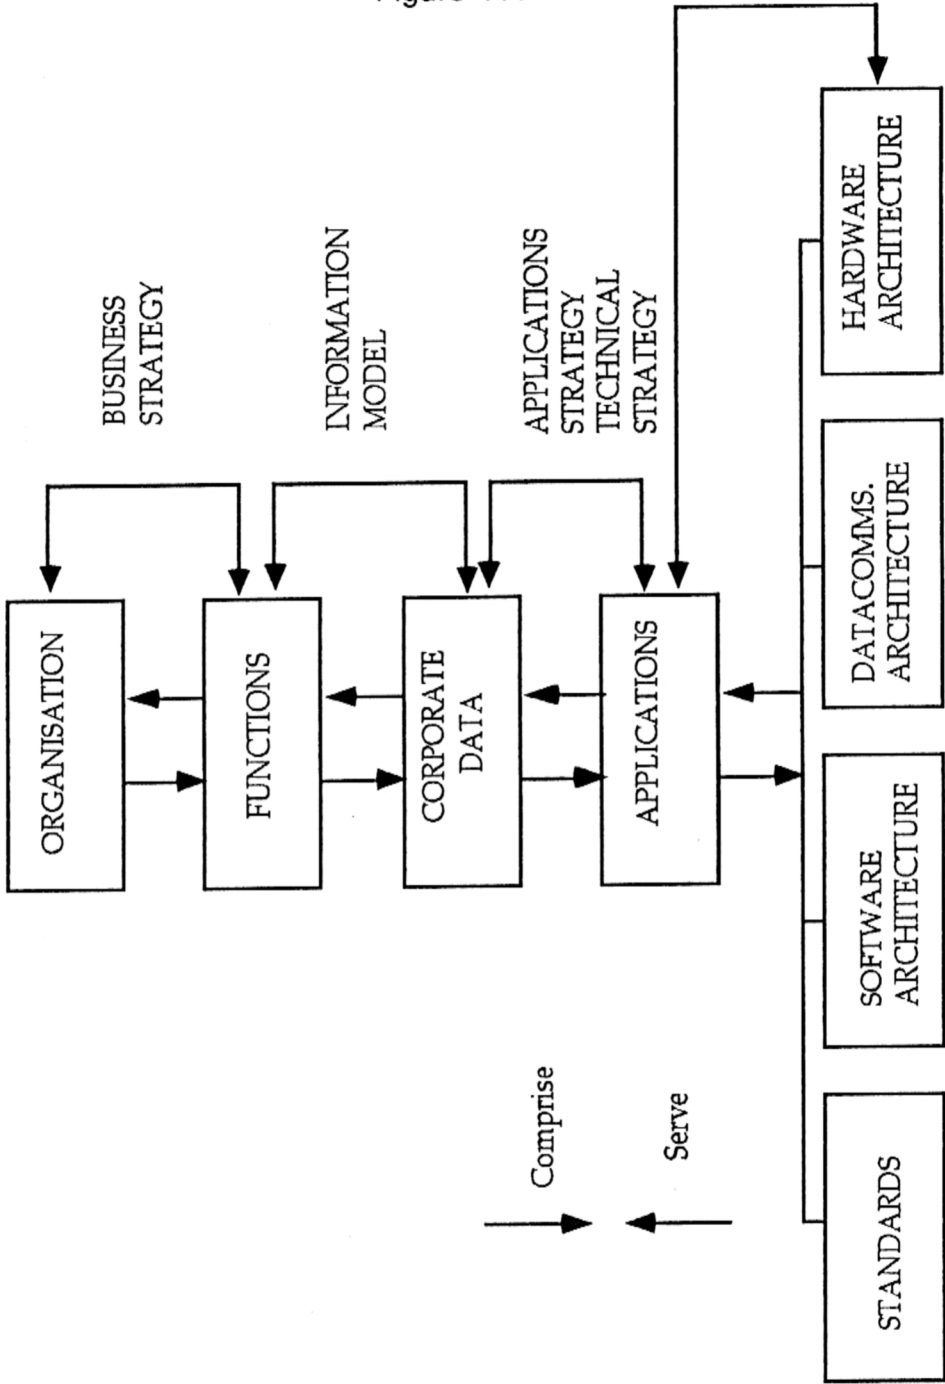 Figure
ORGANISATION
BUSINESS
STRATEGY
FUNCTIONS
INFORMATION
MODEL
CORPORATE
DATA
APPLICATIONS
STRATEGY
TECHNICAL
STRATEGY
APPLICATIONS
Comprise
Serve
STANDARDS
SOFTWARE
ARCHITECTURE
DATACOMMS.
ARCHITECTURE
HARDWARE
ARCHITECTURE